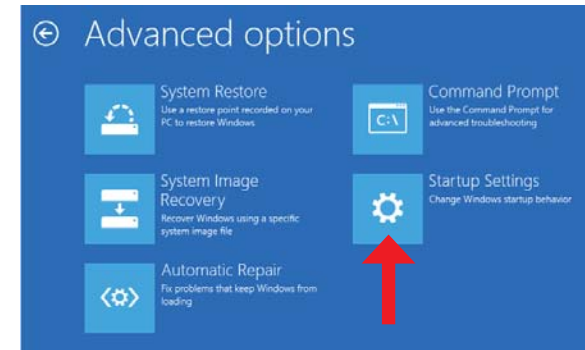 Advanced options
System Restore
Use a restore point recorded on your
PC to restore Windows
Command Prompt
C:\
Use the Command Prompt for
advanced troubleshooting
System Image
Recovery
Recover Windows using a specific
system image file
Startup Settings
Change Windows startup behavior
Automatic Repair
Fix problems that keep Windows from
loading